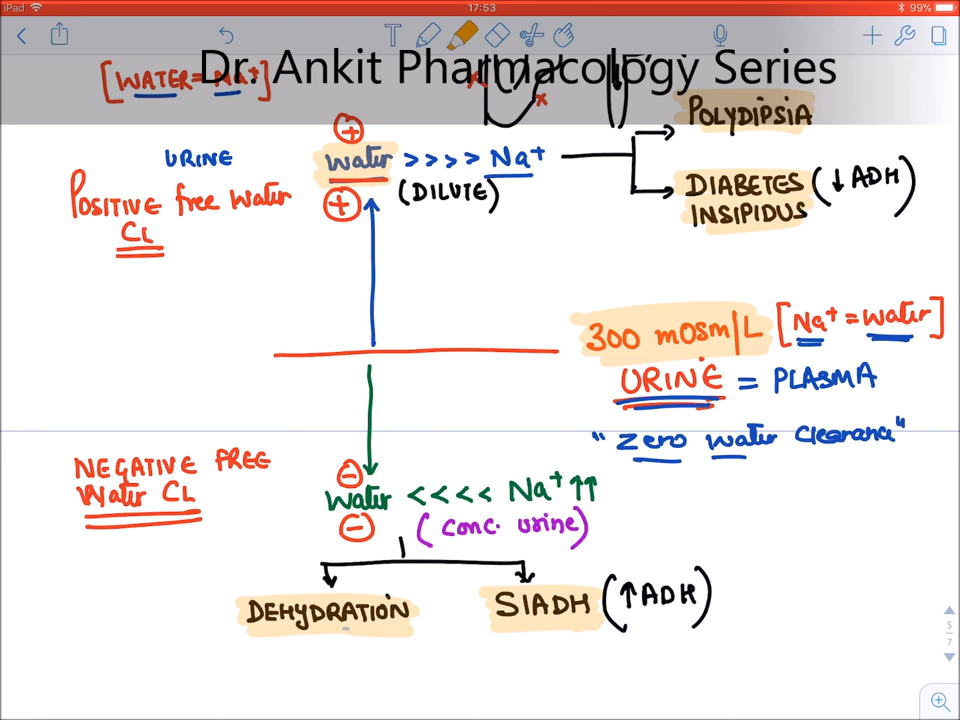 iPad 17:53 99%
Dr. Ankit Pharmacology Series
[WATER = Na+]
x x
POLYDIPSIA
+
URINE water >>>> Na+
(DILUTE)
DIABETES INSIPIDUS (↓ ADH)
POSITIVE free water CL
+
300 mosm/L [Na+ = water]
URINE = PLASMA
"Zero water clearance"
NEGATIVE FREE
Water CL
−
Water <<<< Na+ ↑↑
−
(conc. urine)
DEHYDRATION SIADH (↑ADH)
5
7